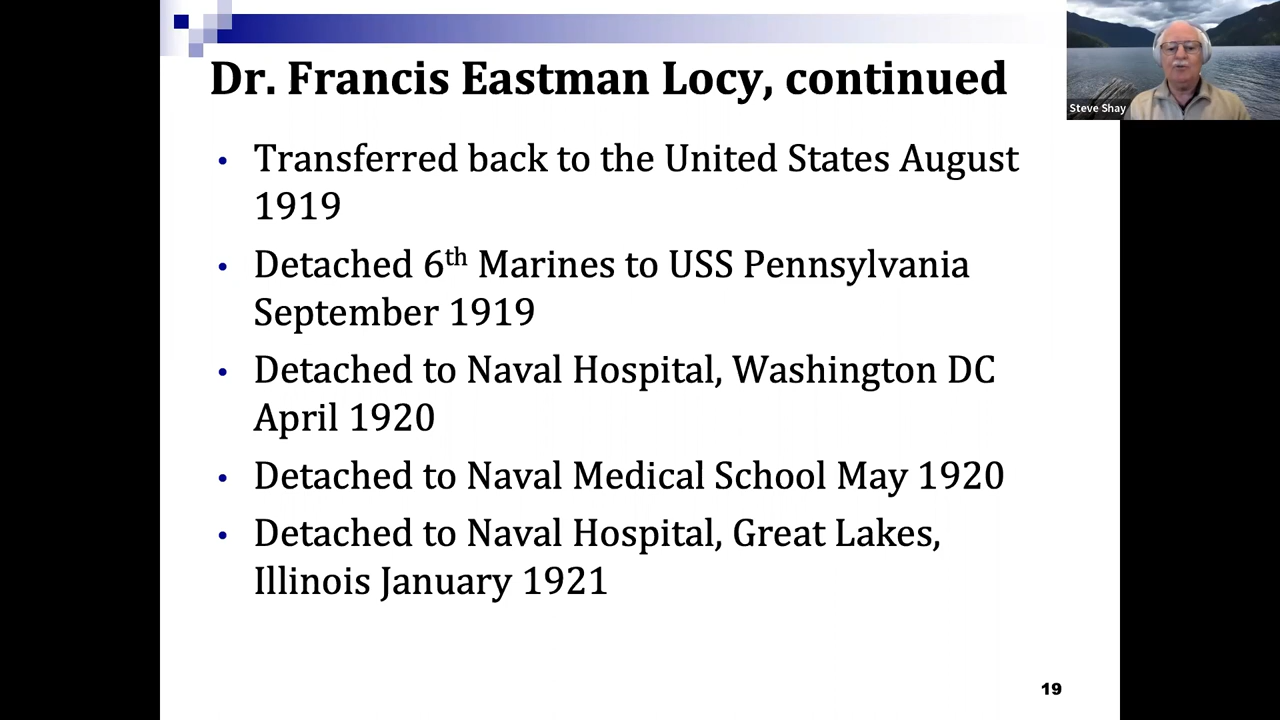 Dr. Francis Eastman Locy, continued
Steve Shay
• Transferred back to the United States August
1919
• Detached 6th Marines to USS Pennsylvania
September 1919
• Detached to Naval Hospital, Washington DC
April 1920
• Detached to Naval Medical School May 1920
• Detached to Naval Hospital, Great Lakes,
Illinois January 1921
19